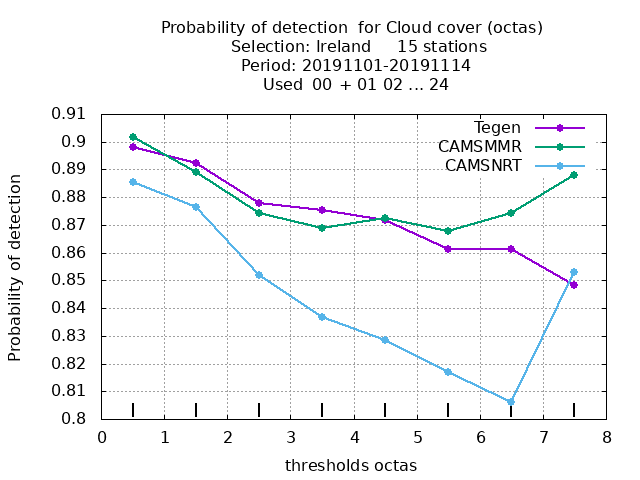 Probability of detection  for Cloud cover (octas)
Selection: Ireland     15 stations
Period: 20191101-20191114
Used  00  + 01 02 ... 24
Tegen
CAMSMMR
CAMSNRT
Probability of detection
0.91
0.9
0.89
0.88
0.87
0.86
0.85
0.84
0.83
0.82
0.81
0.8
0 1 2 3 4 5 6 7 8
thresholds octas